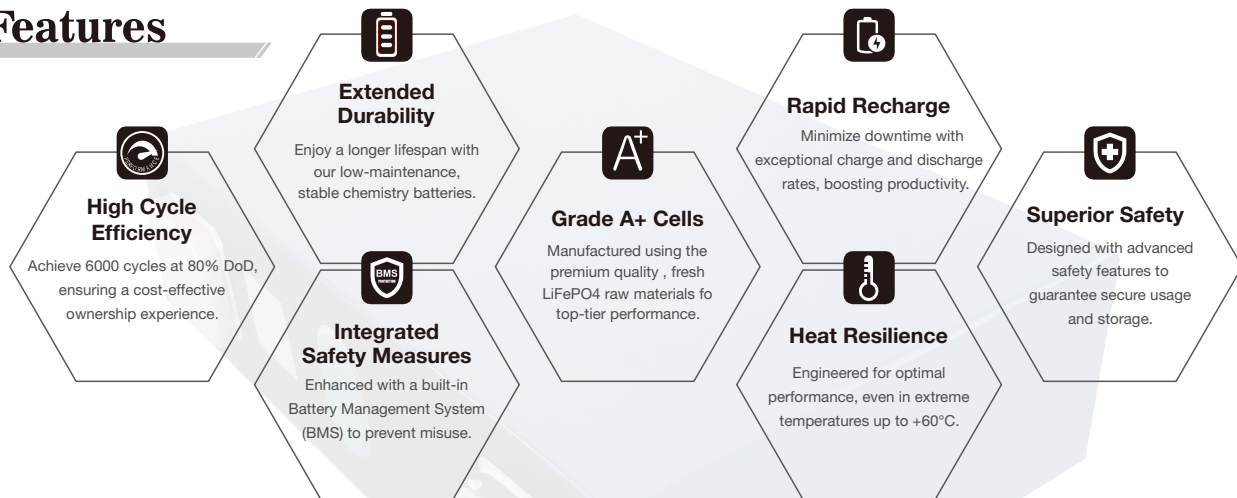 Features
High Cycle
Efficiency
Achieve 6000 cycles at 80% DoD,
ensuring a cost-effective
ownership experience.
Extended
Durability
Enjoy a longer lifespan with
our low-maintenance,
stable chemistry batteries.
BMS
PROTECTION
Integrated
Safety Measures
Enhanced with a built-in
Battery Management System
(BMS) to prevent misuse.
A+
Grade A+ Cells
Manufactured using the
premium quality , fresh
LiFePO4 raw materials fo
top-tier performance.
Rapid Recharge
Minimize downtime with
exceptional charge and discharge
rates, boosting productivity.
Heat Resilience
Engineered for optimal
performance, even in extreme
temperatures up to +60°C.
Superior Safety
Designed with advanced
safety features to
guarantee secure usage
and storage.